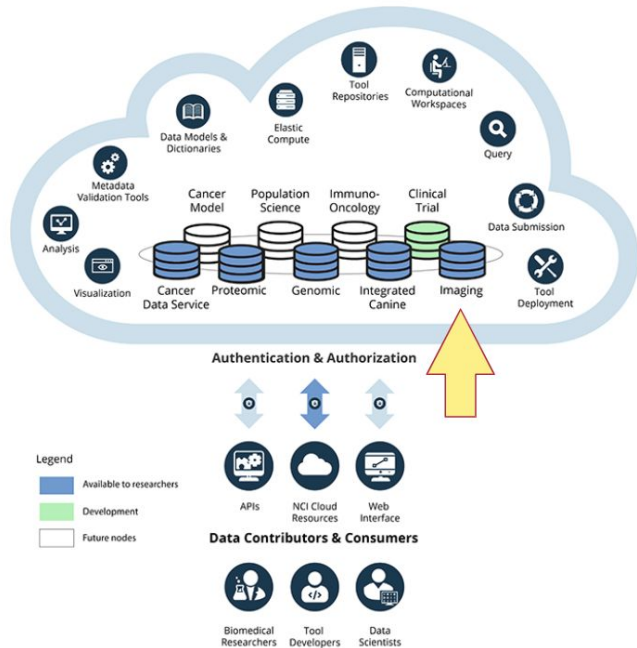 Tool
Repositories
Computational
Workspaces
Elastic
Compute
Data Models &
Dictionaries
Query
Metadata
Validation Tools
Cancer
Model
Population
Science
Immuno-
Oncology
Clinical
Trial
Data Submission
Analysis
Visualization
Cancer
Data Service
Proteomic
Genomic
Integrated
Canine
Imaging
Tool
Deployment
Authentication & Authorization
Legend
Available to researchers
Development
Future nodes
APIs
NCI Cloud
Resources
Web
Interface
Data Contributors & Consumers
Biomedical
Researchers
Tool
Developers
Data
Scientists